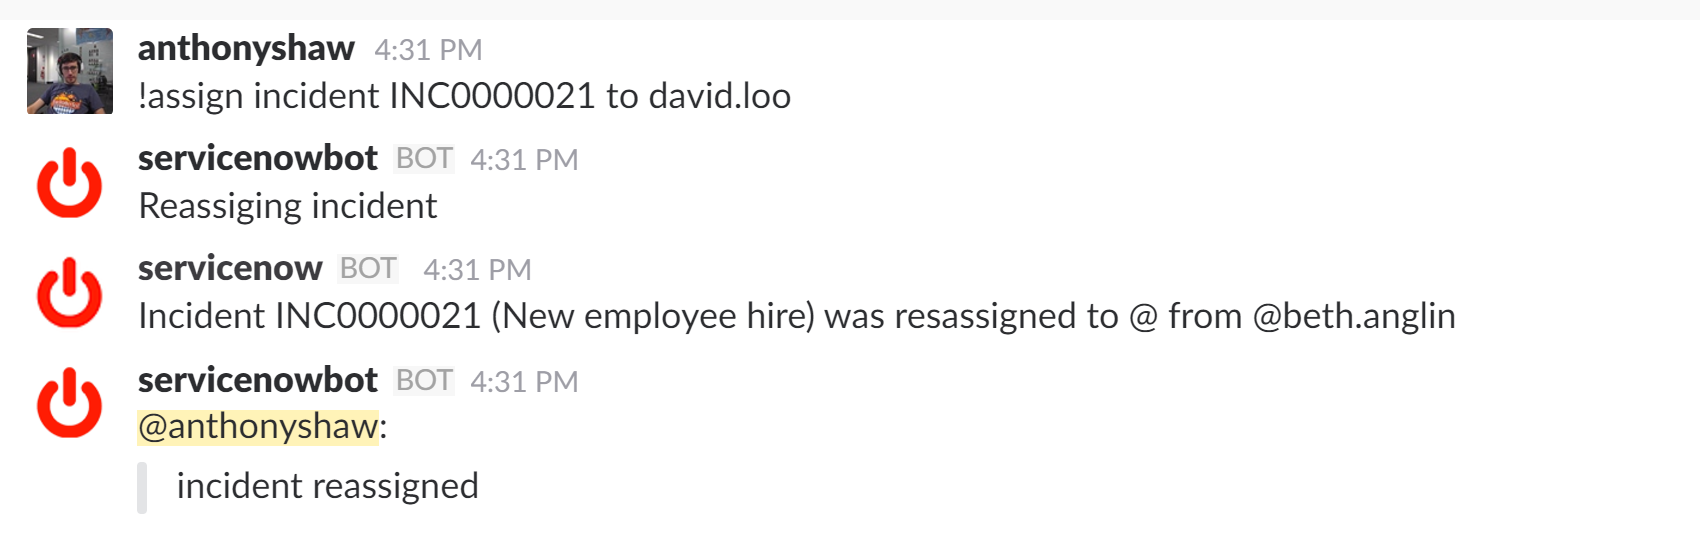 anthonyshaw 4:31 PM
!assign incident INC0000021 to david.loo
servicenowbot BOT 4:31 PM
Reassiging incident
servicenow BOT 4:31 PM
Incident INC0000021 (New employee hire) was resassigned to @ from @beth.anglin
servicenowbot BOT 4:31 PM
@anthonyshaw:
incident reassigned